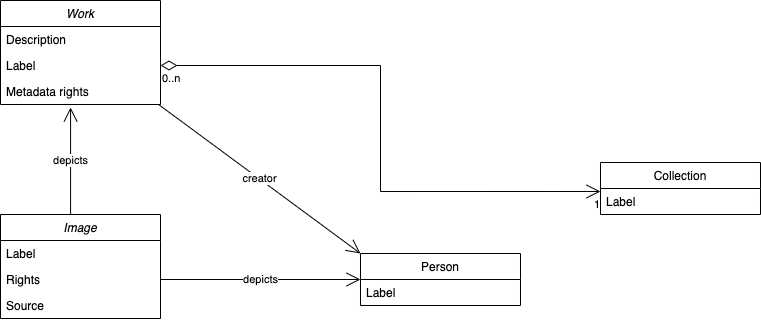 Work
Description
Label
Metadata rights
0..n
depicts
creator
Collection
Label
1
Image
Label
Rights
Source
depicts
Person
Label